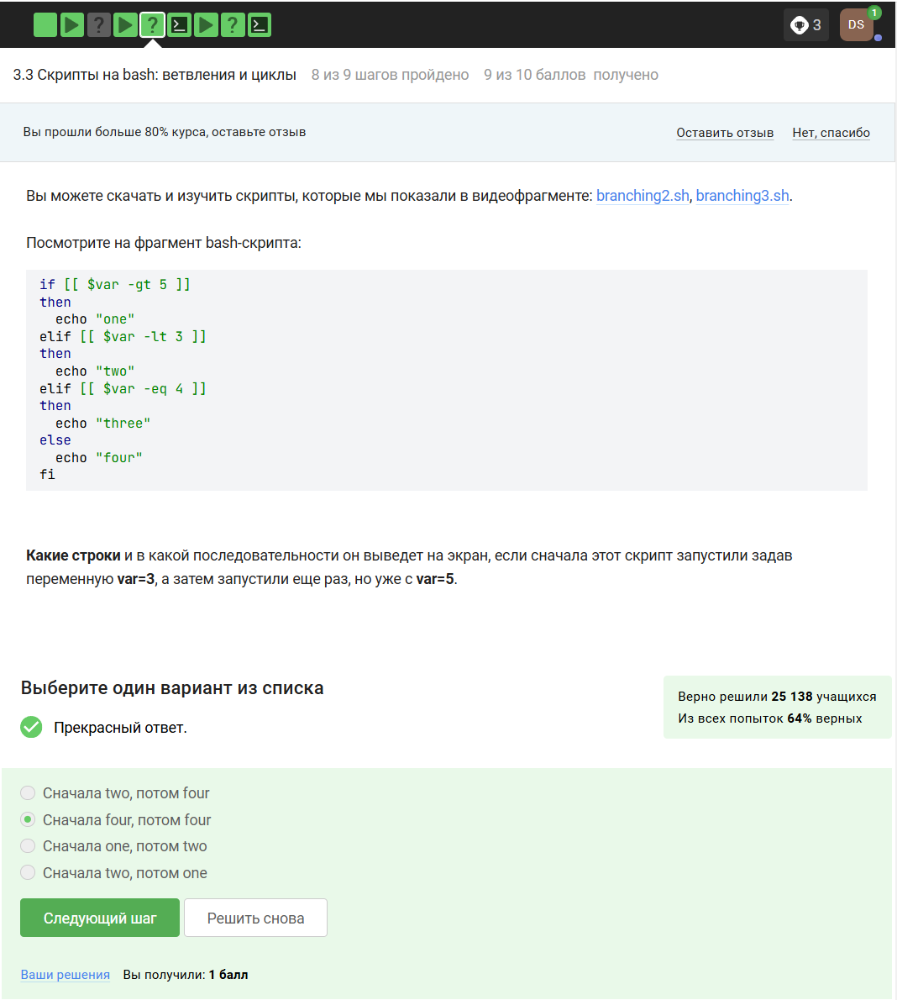 ? ?  ?
3
DS
1
3.3 Скрипты на bash: ветвления и циклы 8 из 9 шагов пройдено 9 из 10 баллов получено
Вы прошли больше 80% курса, оставьте отзыв
Оставить отзыв Нет, спасибо
Вы можете скачать и изучить скрипты, которые мы показали в видеофрагменте: branching2.sh, branching3.sh.
Посмотрите на фрагмент bash-скрипта:
if [[ $var -gt 5 ]]
then
  echo "one"
elif [[ $var -lt 3 ]]
then
  echo "two"
elif [[ $var -eq 4 ]]
then
  echo "three"
else
  echo "four"
fi
Какие строки и в какой последовательности он выведет на экран, если сначала этот скрипт запустили задав
переменную var=3, а затем запустили еще раз, но уже с var=5.
Выберите один вариант из списка
Прекрасный ответ.
Верно решили 25 138 учащихся
Из всех попыток 64% верных
Сначала two, потом four
Сначала four, потом four
Сначала one, потом two
Сначала two, потом one
Следующий шаг Решить снова
Ваши решения Вы получили: 1 балл